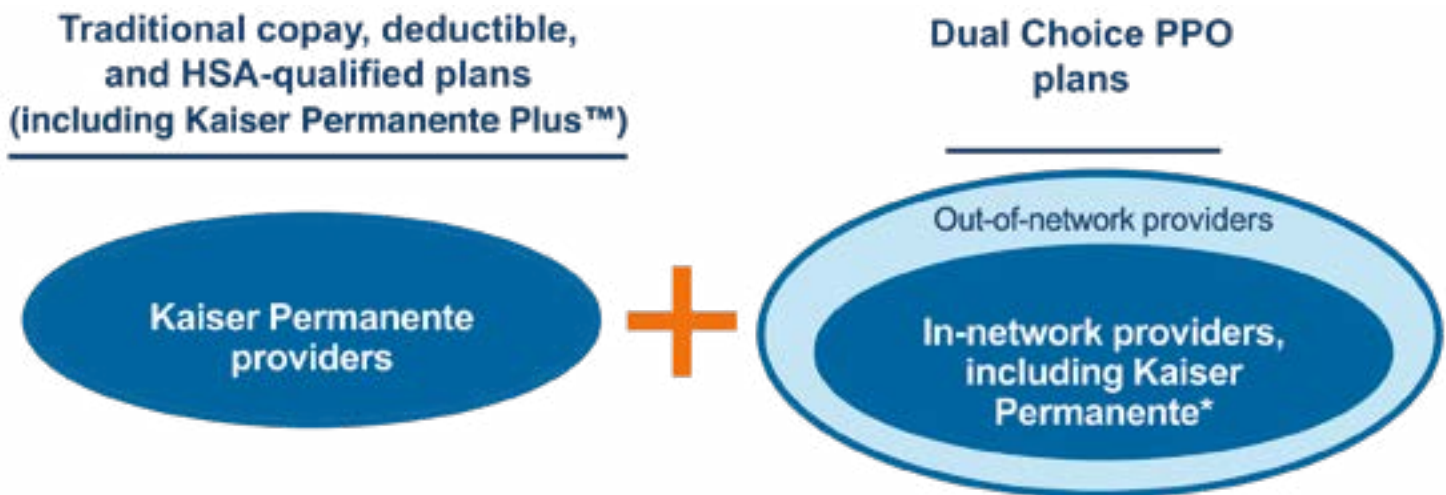 Traditional copay, deductible,
and HSA-qualified plans
(including Kaiser Permanente Plus™)
Kaiser Permanente
providers
Dual Choice PPO
plans
Out-of-network providers
In-network providers,
including Kaiser
Permanente*